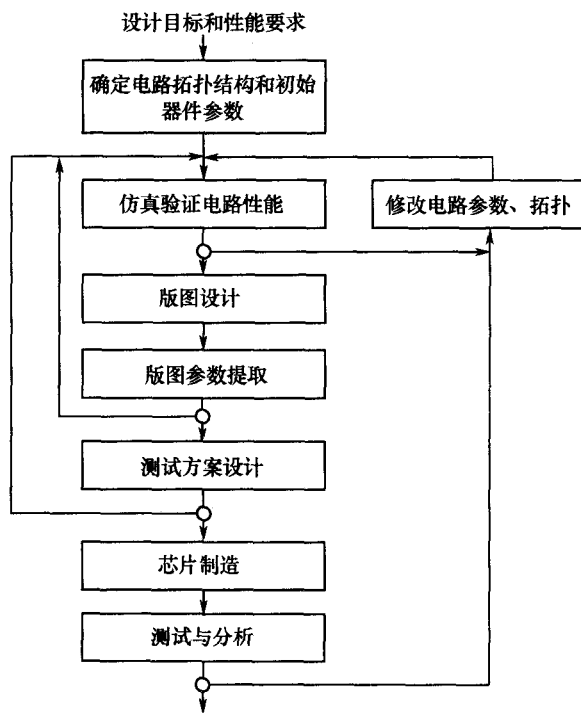 设计目标和性能要求
确定电路拓扑结构和初始
器件参数
仿真验证电路性能
修改电路参数、拓扑
版图设计
版图参数提取
测试方案设计
芯片制造
测试与分析